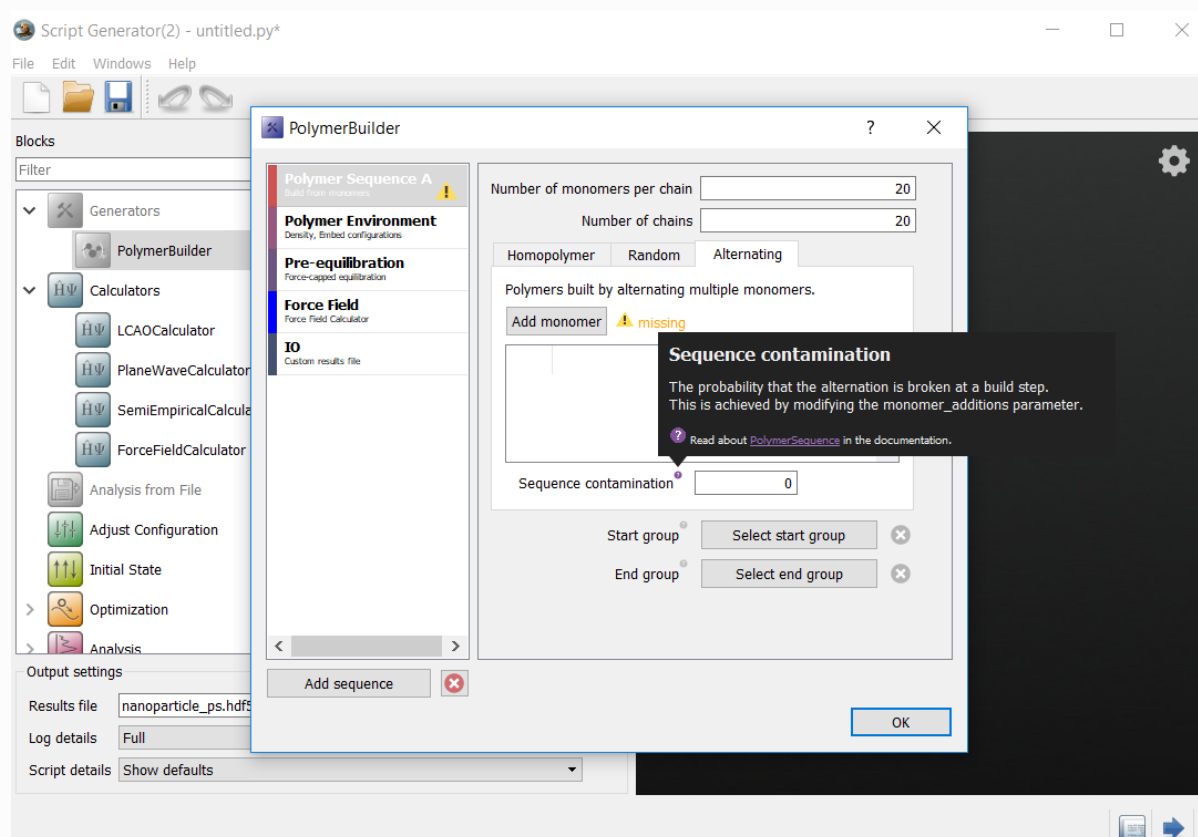 Script Generator(2) - untitled.py*
File Edit Windows Help
Blocks
Filter
Generators
PolymerBuilder
Calculators
ĤΨ
ĤΨ LCAOCalculator
ĤΨ PlaneWaveCalculator
ĤΨ SemiEmpiricalCalcula
ĤΨ ForceFieldCalculator
Analysis from File
Adjust Configuration
Initial State
Optimization
Analysis
Output settings
Results file nanoparticle_ps.hdf5
Log details Full
Script details Show defaults
PolymerBuilder ?
Polymer Sequence A
Build from monomers
Polymer Environment
Density, Embed configurations
Pre-equilibration
Force-capped equilibration
Force Field
Force Field Calculator
IO
Custom results file
Add sequence
Number of monomers per chain 20
Number of chains 20
Homopolymer Random Alternating
Polymers built by alternating multiple monomers.
Add monomer missing
Sequence contamination
The probability that the alternation is broken at a build step.
This is achieved by modifying the monomer_additions parameter.
? Read about PolymerSequence in the documentation.
Sequence contamination ? 0
Start group ? Select start group
End group ? Select end group
OK